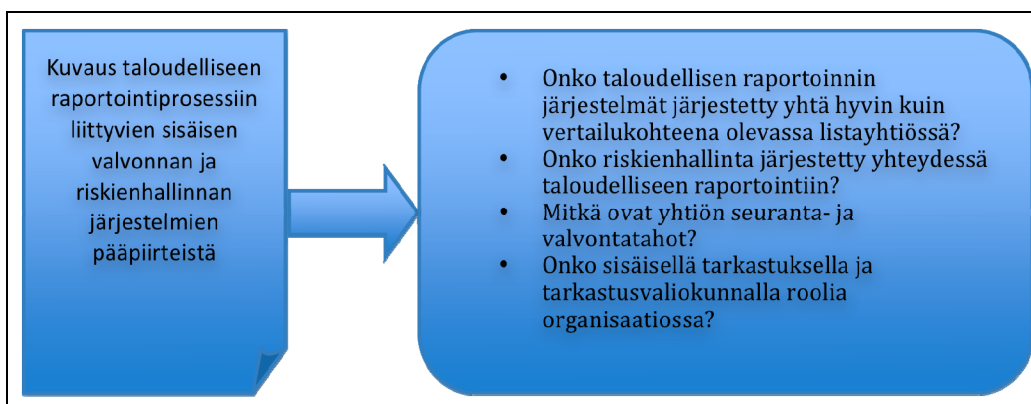 Kuvaus taloudelliseen
raportointiprosessiin
liittyvien sisäisen
valvonnan ja
riskienhallinnan
järjestelmien
pääpiirteistä
• Onko taloudellisen raportoinnin
järjestelmät järjestetty yhtä hyvin kuin
vertailukohteena olevassa listayhtiössä?
• Onko riskienhallinta järjestetty yhteydessä
taloudelliseen raportointiin?
• Mitkä ovat yhtiön seuranta- ja
valvontatahot?
• Onko sisäisellä tarkastuksella ja
tarkastusvaliokunnalla roolia
organisaatiossa?